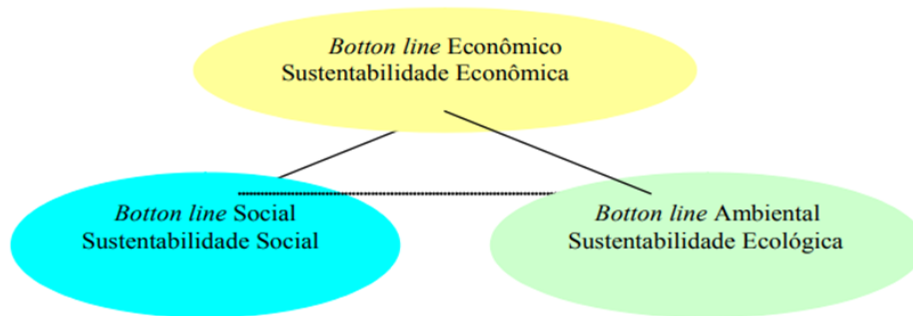 Botton line Econômico
Sustentabilidade Econômica
Botton line Social
Sustentabilidade Social
Botton line Ambiental
Sustentabilidade Ecológica